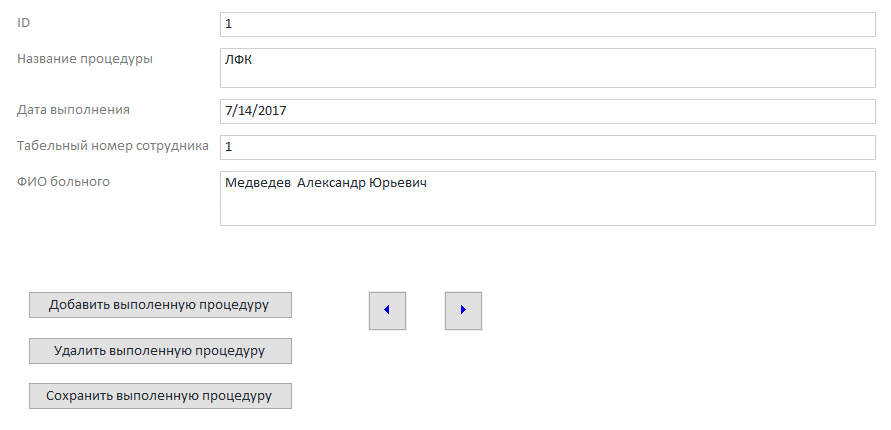 ID 1
Название процедуры ЛФК
Дата выполнения 7/14/2017
Табельный номер сотрудника 1
ФИО больного Медведев  Александр Юрьевич
Добавить выполенную процедуру
Удалить выполенную процедуру
Сохранить выполенную процедуру